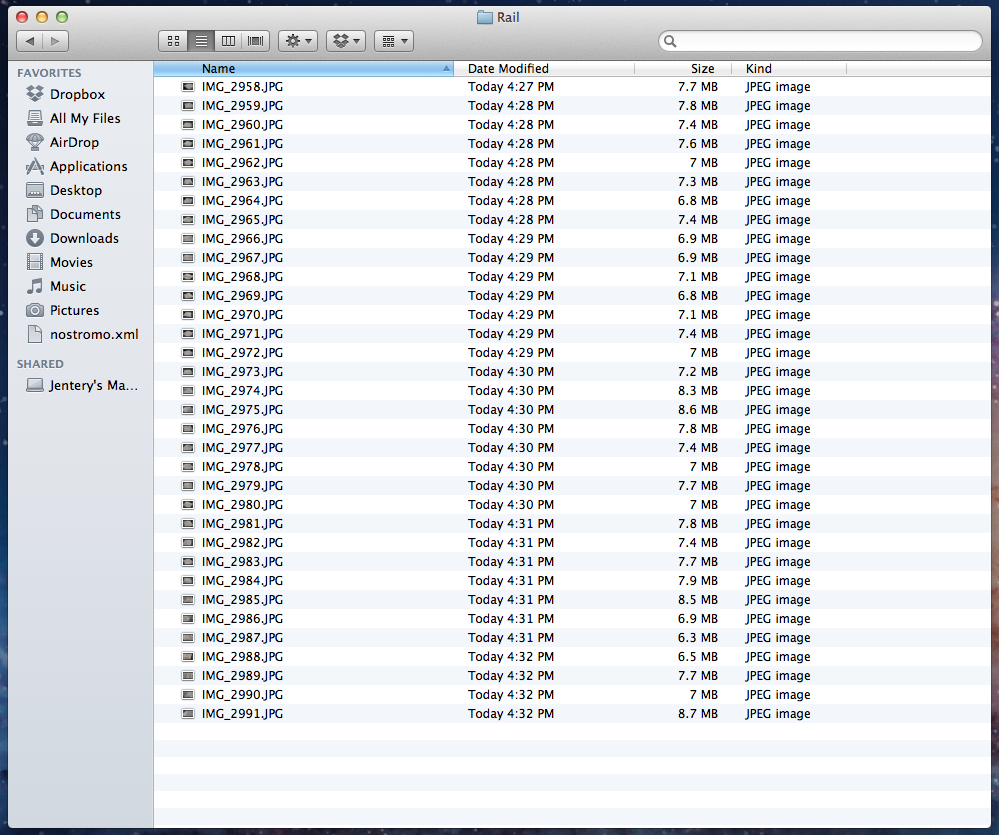 Rail
FAVORITES
Dropbox
All My Files
AirDrop
Applications
Desktop
Documents
Downloads
Movies
Music
Pictures
nostromo.xml
SHARED
Jentery's Ma...
Name Date Modified Size Kind
IMG_2958.JPG Today 4:27 PM 7.7 MB JPEG image
IMG_2959.JPG Today 4:28 PM 7.8 MB JPEG image
IMG_2960.JPG Today 4:28 PM 7.4 MB JPEG image
IMG_2961.JPG Today 4:28 PM 7.6 MB JPEG image
IMG_2962.JPG Today 4:28 PM 7 MB JPEG image
IMG_2963.JPG Today 4:28 PM 7.3 MB JPEG image
IMG_2964.JPG Today 4:28 PM 6.8 MB JPEG image
IMG_2965.JPG Today 4:28 PM 7.4 MB JPEG image
IMG_2966.JPG Today 4:29 PM 6.9 MB JPEG image
IMG_2967.JPG Today 4:29 PM 6.9 MB JPEG image
IMG_2968.JPG Today 4:29 PM 7.1 MB JPEG image
IMG_2969.JPG Today 4:29 PM 6.8 MB JPEG image
IMG_2970.JPG Today 4:29 PM 7.1 MB JPEG image
IMG_2971.JPG Today 4:29 PM 7.4 MB JPEG image
IMG_2972.JPG Today 4:29 PM 7 MB JPEG image
IMG_2973.JPG Today 4:30 PM 7.2 MB JPEG image
IMG_2974.JPG Today 4:30 PM 8.3 MB JPEG image
IMG_2975.JPG Today 4:30 PM 8.6 MB JPEG image
IMG_2976.JPG Today 4:30 PM 7.8 MB JPEG image
IMG_2977.JPG Today 4:30 PM 7.4 MB JPEG image
IMG_2978.JPG Today 4:30 PM 7 MB JPEG image
IMG_2979.JPG Today 4:30 PM 7.7 MB JPEG image
IMG_2980.JPG Today 4:30 PM 7 MB JPEG image
IMG_2981.JPG Today 4:31 PM 7.8 MB JPEG image
IMG_2982.JPG Today 4:31 PM 7.4 MB JPEG image
IMG_2983.JPG Today 4:31 PM 7.7 MB JPEG image
IMG_2984.JPG Today 4:31 PM 7.9 MB JPEG image
IMG_2985.JPG Today 4:31 PM 8.5 MB JPEG image
IMG_2986.JPG Today 4:31 PM 6.9 MB JPEG image
IMG_2987.JPG Today 4:31 PM 6.3 MB JPEG image
IMG_2988.JPG Today 4:32 PM 6.5 MB JPEG image
IMG_2989.JPG Today 4:32 PM 7.7 MB JPEG image
IMG_2990.JPG Today 4:32 PM 7 MB JPEG image
IMG_2991.JPG Today 4:32 PM 8.7 MB JPEG image